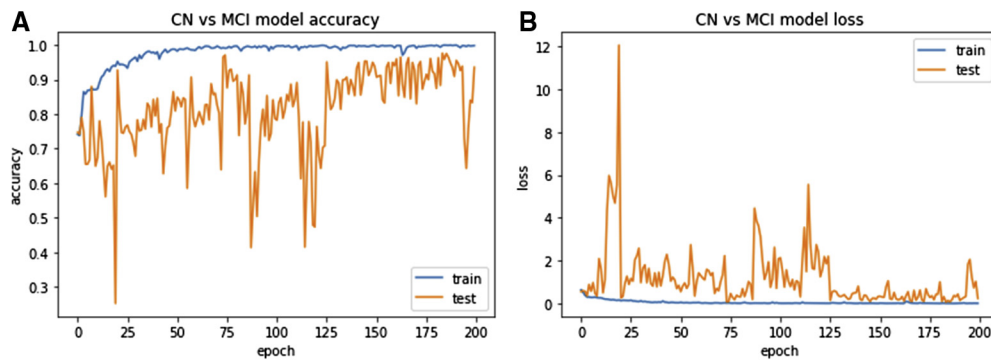 A
CN vs MCI model accuracy
accuracy
1.0
0.9
0.8
0.7
0.6
0.5
0.4
0.3
train
test
0 25 50 75 100 125 150 175 200
epoch
B
CN vs MCI model loss
loss
12
10
8
6
4
2
0
train
test
0 25 50 75 100 125 150 175 200
epoch